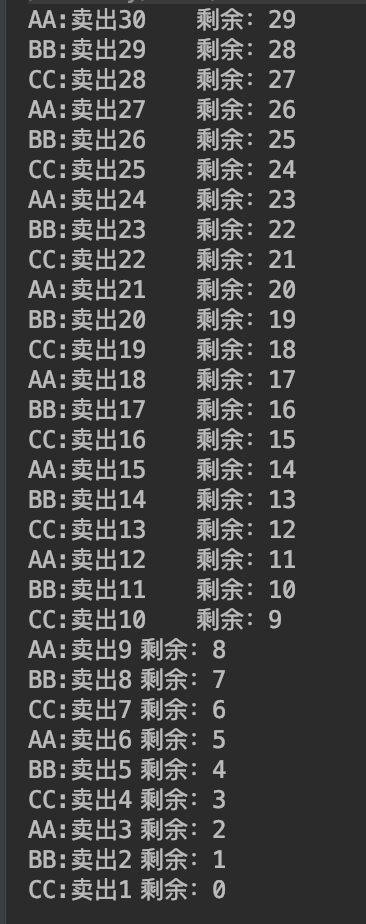 AA:卖出30 剩余：29
BB:卖出29 剩余：28
CC:卖出28 剩余：27
AA:卖出27 剩余：26
BB:卖出26 剩余：25
CC:卖出25 剩余：24
AA:卖出24 剩余：23
BB:卖出23 剩余：22
CC:卖出22 剩余：21
AA:卖出21 剩余：20
BB:卖出20 剩余：19
CC:卖出19 剩余：18
AA:卖出18 剩余：17
BB:卖出17 剩余：16
CC:卖出16 剩余：15
AA:卖出15 剩余：14
BB:卖出14 剩余：13
CC:卖出13 剩余：12
AA:卖出12 剩余：11
BB:卖出11 剩余：10
CC:卖出10 剩余：9
AA:卖出9 剩余：8
BB:卖出8 剩余：7
CC:卖出7 剩余：6
AA:卖出6 剩余：5
BB:卖出5 剩余：4
CC:卖出4 剩余：3
AA:卖出3 剩余：2
BB:卖出2 剩余：1
CC:卖出1 剩余：0